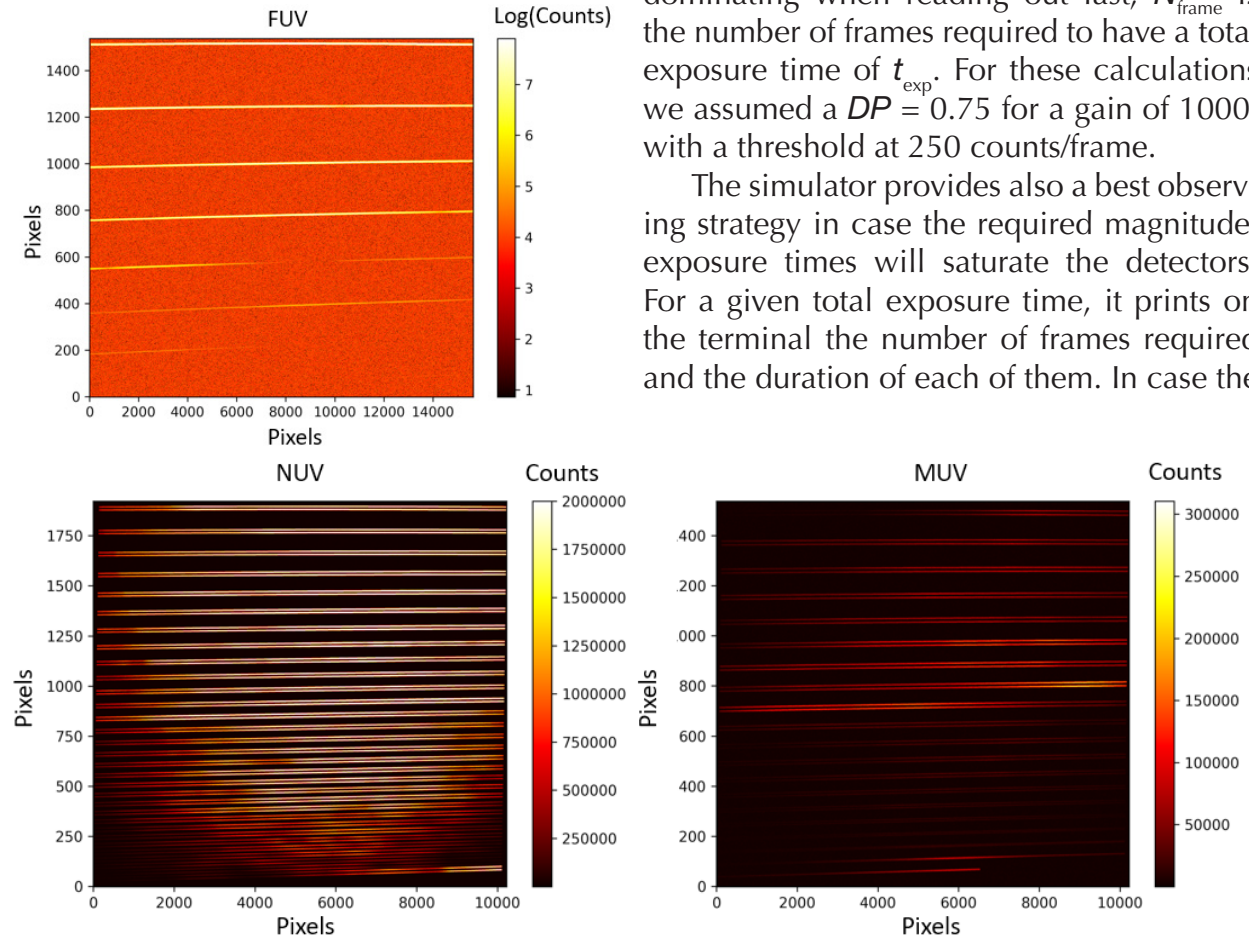 FUV
Log(Counts)
1400
1200
1000
800
600
400
200
0
Pixels
0 2000 4000 6000 8000 10000 12000 14000
Pixels
7
6
5
4
3
2
1
dominating when reading out fast, N_frame i
the number of frames required to have a tota
exposure time of t_exp. For these calculations
we assumed a DP = 0.75 for a gain of 1000
with a threshold at 250 counts/frame.
The simulator provides also a best observ
ing strategy in case the required magnitude
exposure times will saturate the detectors
For a given total exposure time, it prints on
the terminal the number of frames required
and the duration of each of them. In case the
NUV
Counts
1750
1500
1250
1000
750
500
250
0
Pixels
0 2000 4000 6000 8000 10000
Pixels
2000000
1750000
1500000
1250000
1000000
750000
500000
250000
MUV
Counts
400
200
000
800
600
400
200
0
Pixels
0 2000 4000 6000 8000 10000
Pixels
300000
250000
200000
150000
100000
50000